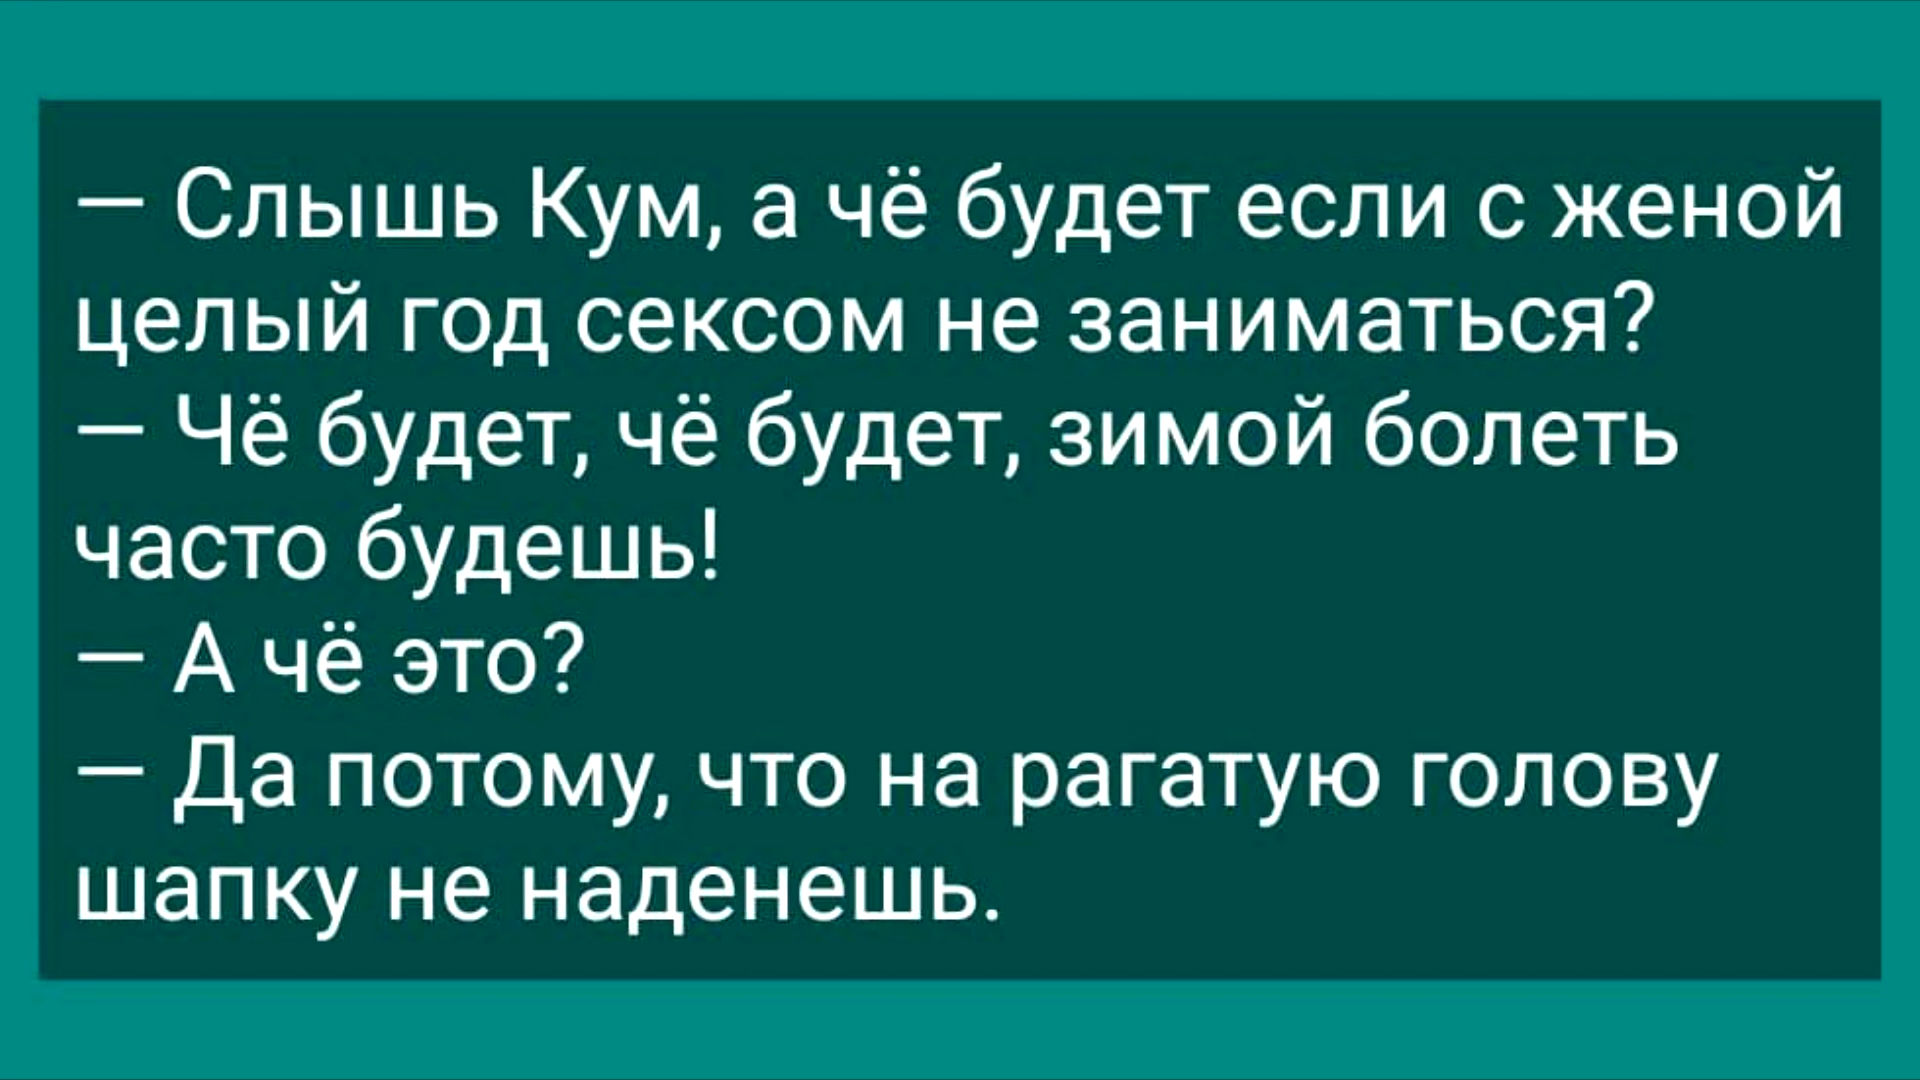 — Слышь Кум, а чё будет если с женой
целый год сексом не заниматься?
— Чё будет, чё будет, зимой болеть
часто будешь!
— А чё это?
— Да потому, что на рагатую голову
шапку не наденешь.